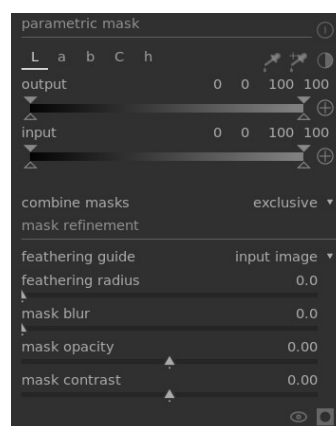 parametric mask
L a b C h
output 0 0 100 100
input 0 0 100 100
combine masks exclusive
mask refinement
feathering guide input image
feathering radius 0.0
mask blur 0.0
mask opacity 0.00
mask contrast 0.00